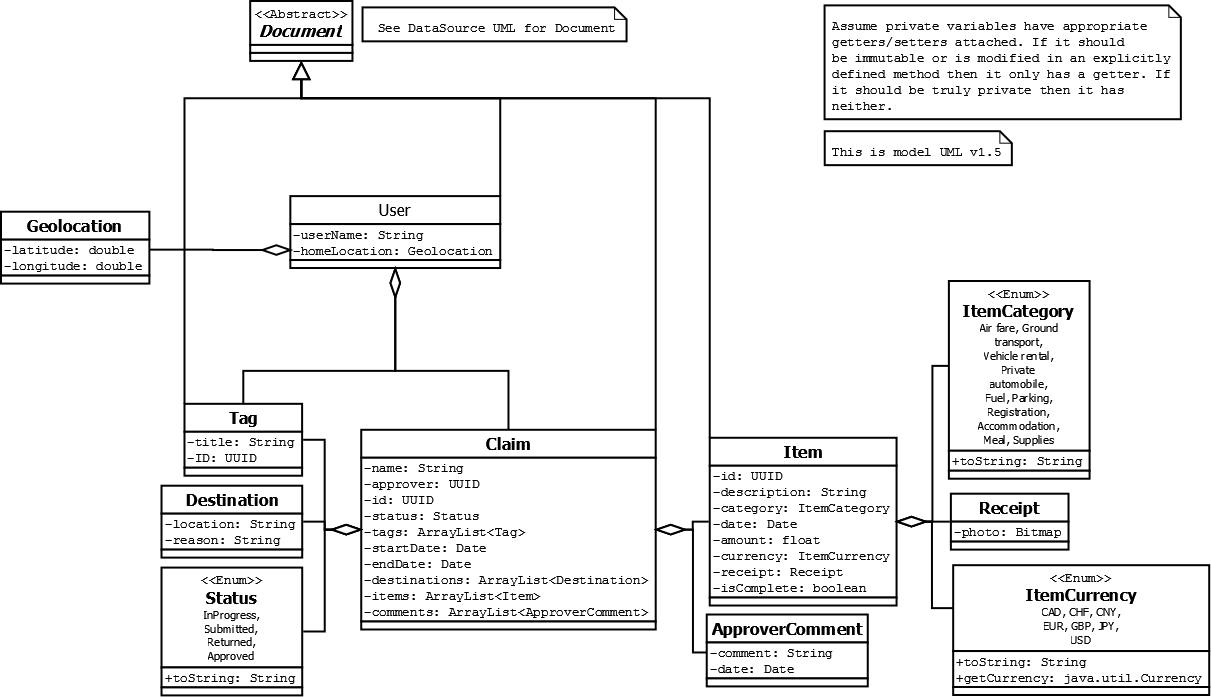 <<Abstract>>
Document
See DataSource UML for Document
Assume private variables have appropriate
getters/setters attached. If it should
be immutable or is modified in an explicitly
defined method then it only has a getter. If
it should be truly private then it has
neither.
This is model UML v1.5
User
-userName: String
-homeLocation: Geolocation
Geolocation
-latitude: double
-longitude: double
Tag
-title: String
-ID: UUID
Destination
-location: String
-reason: String
<<Enum>>
Status
InProgress,
Submitted,
Returned,
Approved
+toString: String
Claim
-name: String
-approver: UUID
-id: UUID
-status: Status
-tags: ArrayList<Tag>
-startDate: Date
-endDate: Date
-destinations: ArrayList<Destination>
-items: ArrayList<Item>
-comments: ArrayList<ApproverComment>
Item
-id: UUID
-description: String
-category: ItemCategory
-date: Date
-amount: float
-currency: ItemCurrency
-receipt: Receipt
-isComplete: boolean
ApproverComment
-comment: String
-date: Date
<<Enum>>
ItemCategory
Air fare, Ground
transport,
Vehicle rental,
Private
automobile,
Fuel, Parking,
Registration,
Accommodation,
Meal, Supplies
+toString: String
Receipt
-photo: Bitmap
<<Enum>>
ItemCurrency
CAD, CHF, CNY,
EUR, GBP, JPY,
USD
+toString: String
+getCurrency: java.util.Currency